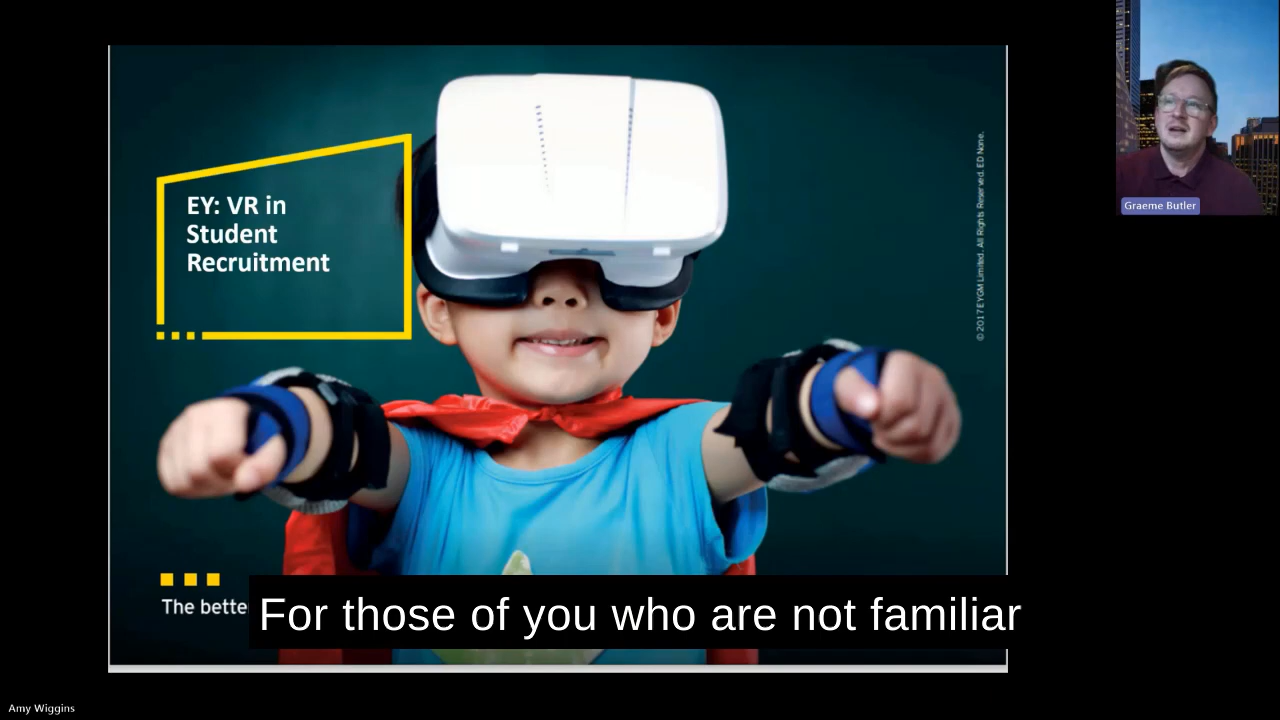 EY: VR in
Student
Recruitment
© 2017 EYGM Limited. All Rights Reserved. ED None.
Graeme Butler
The bette
For those of you who are not familiar
Amy Wiggins